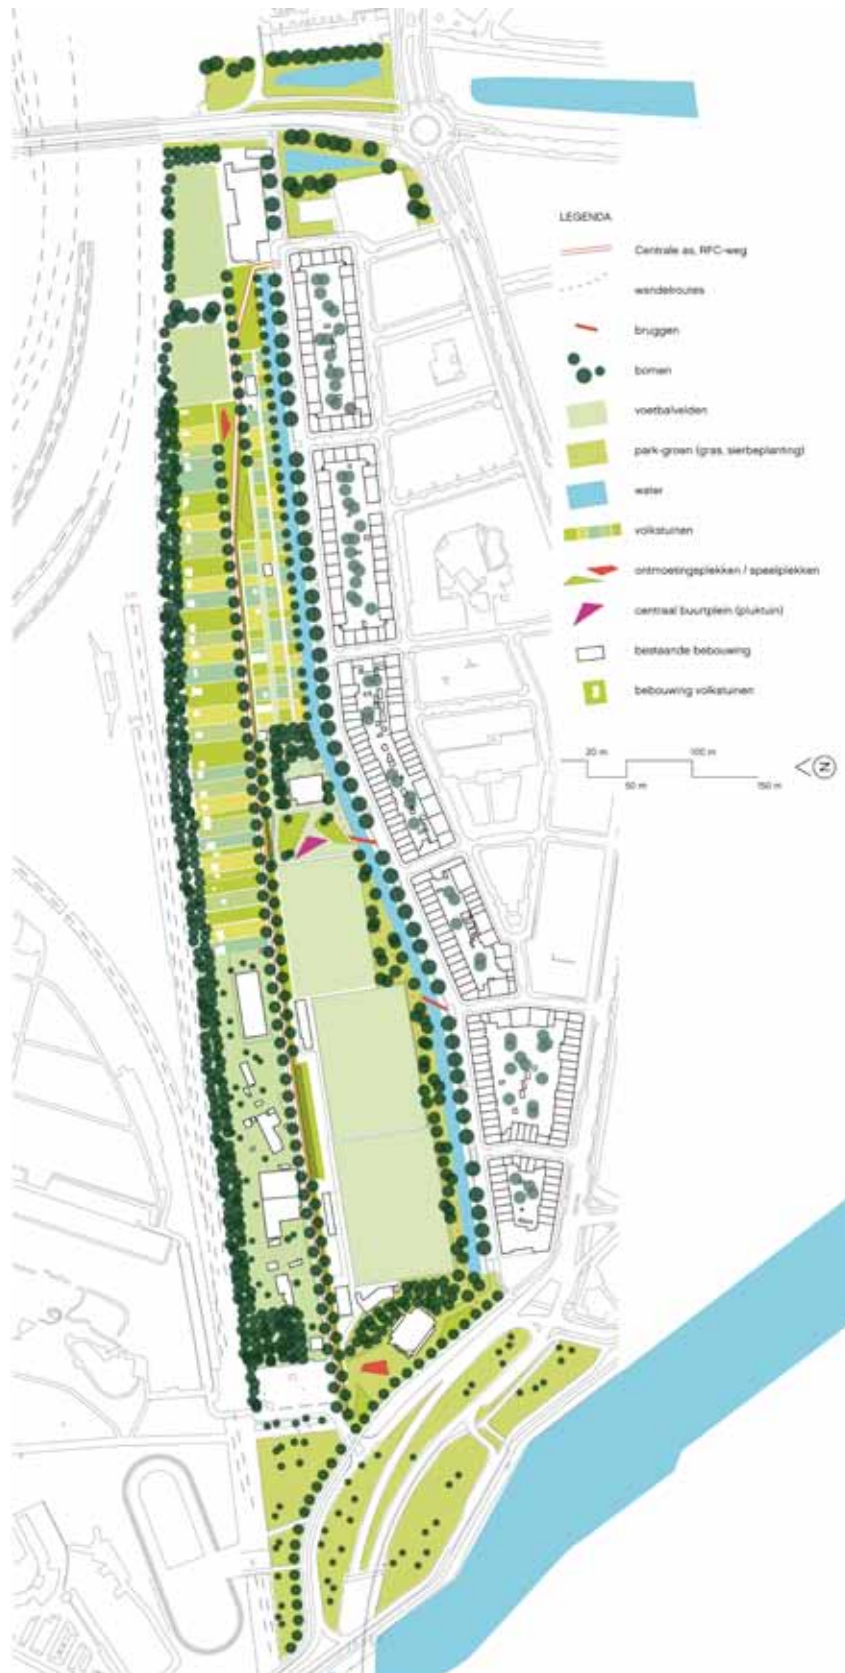 LEGENDA
Centrale as, RFC-weg
wandelroutes
bruggen
bomen
voetbalvelden
park-groen (gras, sierbeplanting)
water
volkstuinen
ontmoetingsplekken / speelplekken
centraal buurtplein (pluktuin)
bestaande bebouwing
bebouwing volkstuinen
20 m 100 m
50 m 150 m
N